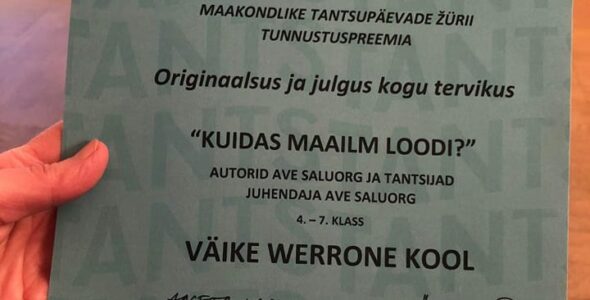 MAAKONDLIKE TANTSUPÄEVADE ŽÜRII
TUNNUSTUSPREEMIA
Originaalsus ja julgus kogu tervikus
“KUIDAS MAAILM LOODI?”
AUTORID AVE SALUORG JA TANTSIJAD
JUHENDAJA AVE SALUORG
4. – 7. KLASS
VÄIKE WERRONE KOOL